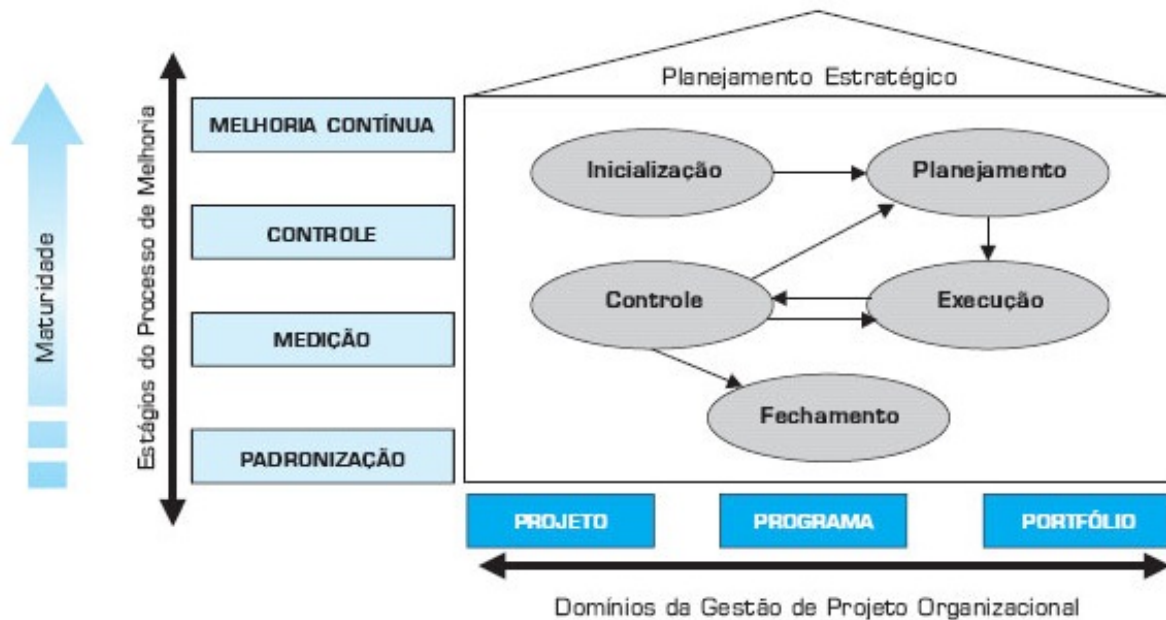 Planejamento Estratégico
Maturidade
Estágios do Processo de Melhoria
MELHORIA CONTÍNUA
CONTROLE
MEDIÇÃO
PADRONIZAÇÃO
Inicialização
Planejamento
Controle
Execução
Fechamento
PROJETO
PROGRAMA
PORTFÓLIO
Domínios da Gestão de Projeto Organizacional